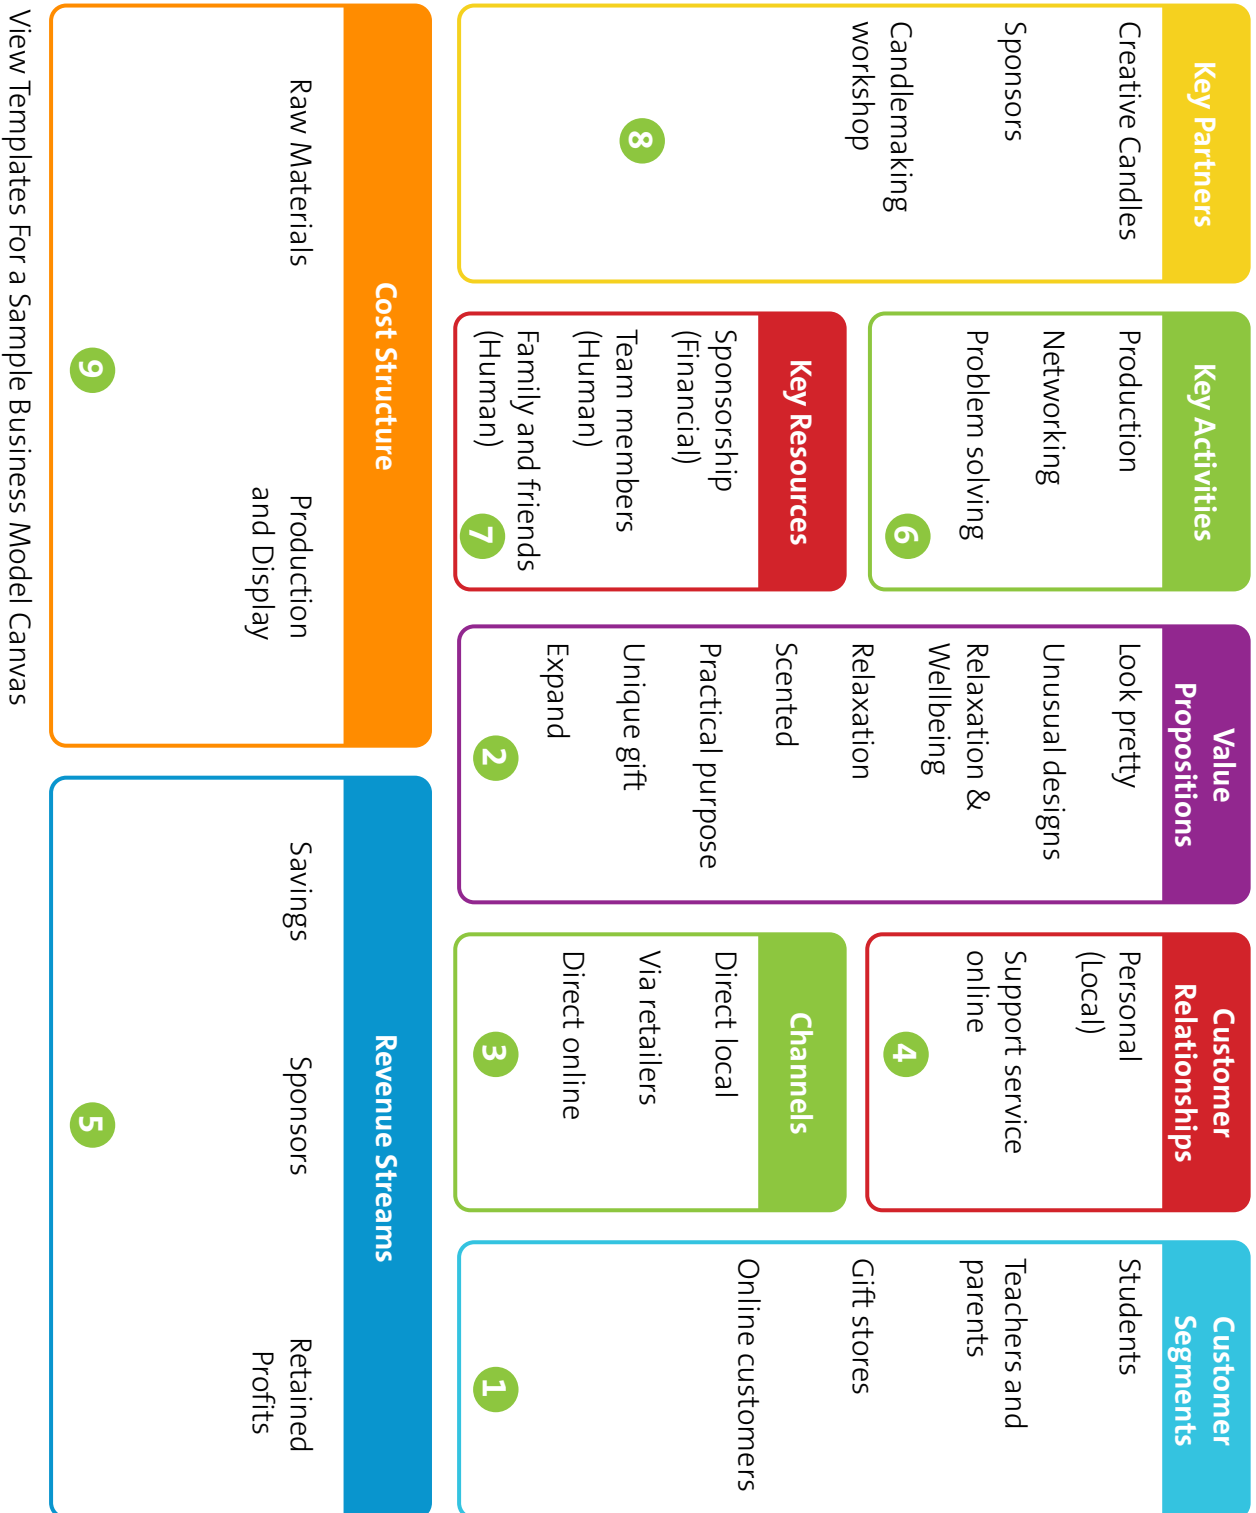 Key Partners
Creative Candles
Sponsors
Candlemaking
workshop
8
Key Activities
Production
Networking
Problem solving
6
Key Resources
Sponsorship
(Financial)
Team members
(Human)
Family and friends
(Human)
7
Value
Propositions
Look pretty
Unusual designs
Relaxation &
Wellbeing
Relaxation
Scented
Practical purpose
Unique gift
Expand
2
Customer
Relationships
Personal
(Local)
Support service
online
4
Channels
Direct local
Via retailers
Direct online
3
Customer
Segments
Students
Teachers and
parents
Gift stores
Online customers
1
Cost Structure
Raw Materials
Production
and Display
9
Revenue Streams
Savings
Sponsors
Retained
Profits
5
View Templates For a Sample Business Model Canvas